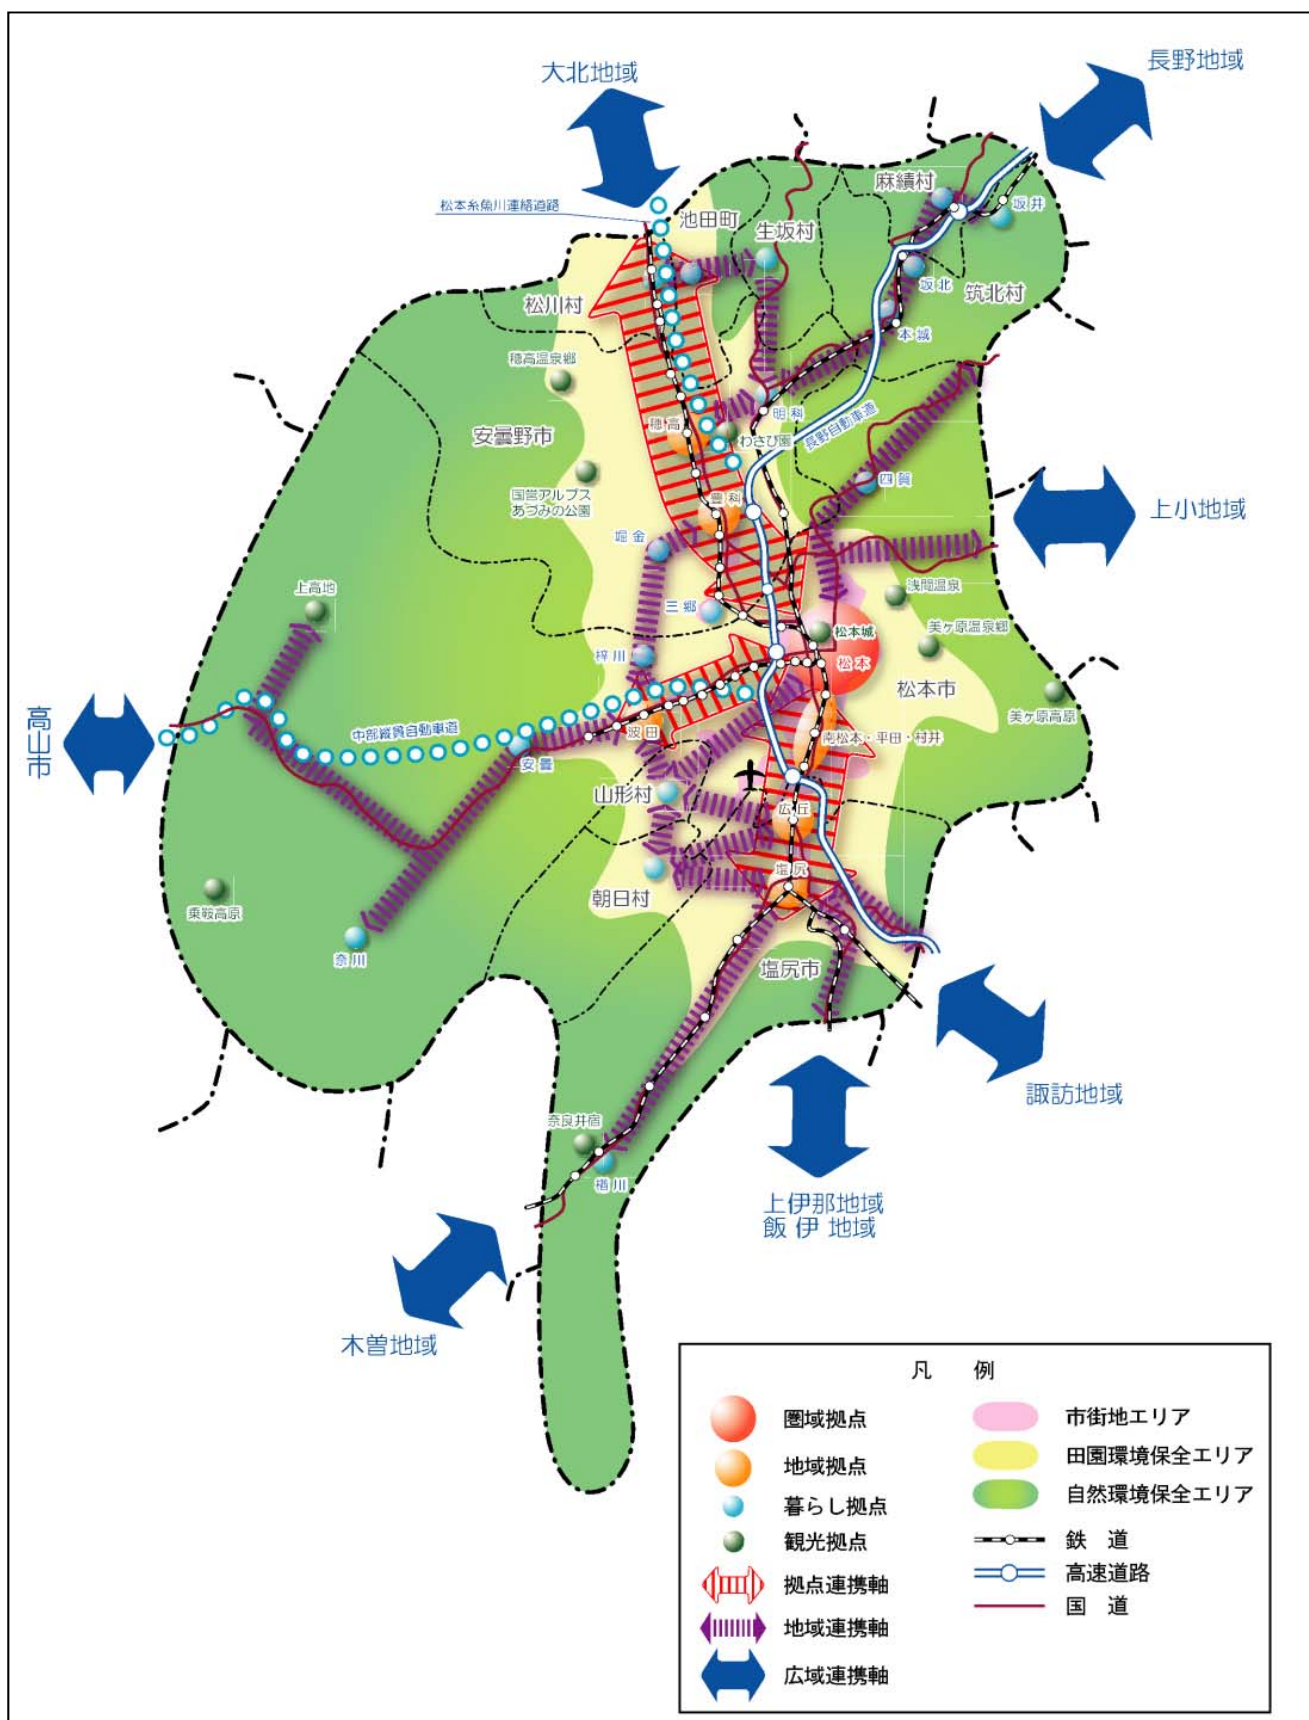 大北地域
長野地域
松本糸魚川連絡道路
池田町
生坂村
麻績村
坂井
坂北
筑北村
本城
松川村
穂高温泉郷
明科
長野自動車道
穂高
わさび園
安曇野市
国営アルプス
あづみの公園
四賀
豊科
上小地域
堀金
上高地
三郷
浅間温泉
松本城
美ヶ原温泉郷
梓川
松本
松本市
美ヶ原高原
高山市
中部縦貫自動車道
波田
南松本・平田・村井
安曇
山形村
広丘
塩尻
朝日村
乗鞍高原
奈川
塩尻市
諏訪地域
奈良井宿
楢川
上伊那地域
飯伊地域
木曽地域
凡 例
圏域拠点
地域拠点
暮らし拠点
観光拠点
拠点連携軸
地域連携軸
広域連携軸
市街地エリア
田園環境保全エリア
自然環境保全エリア
鉄 道
高速道路
国 道